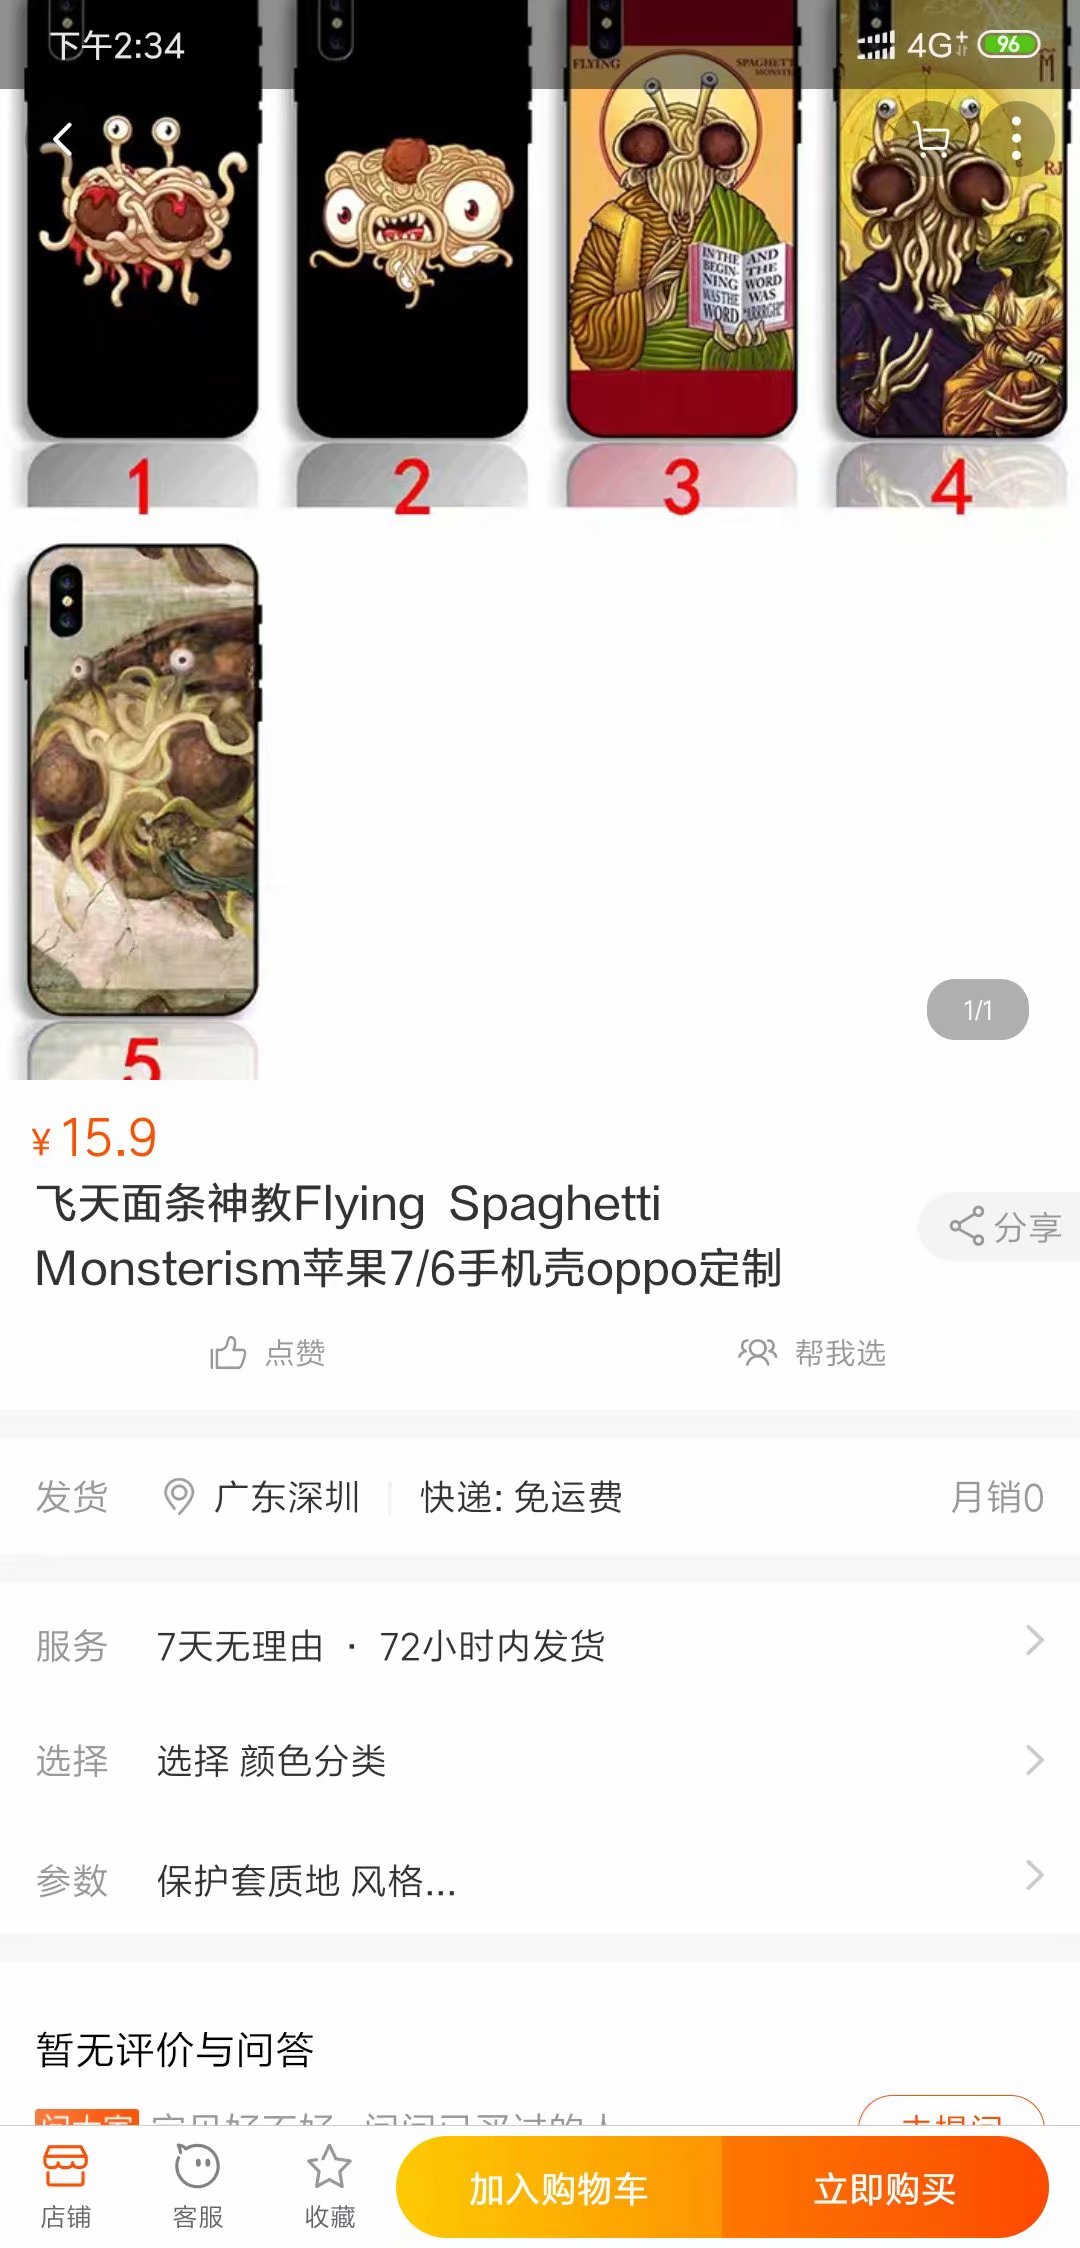 下午2:34
4G+
96
FLYING
SPAGHETTI
MONSTE
N
RJ
IN THE
BEGIN-
NING
WAS THE
WORD
AND
THE
WORD
WAS
"ARRRGH"
1
2
3
4
5
1/1
¥15.9
飞天面条神教Flying Spaghetti
Monsterism苹果7/6手机壳oppo定制
分享
点赞
帮我选
发货
广东深圳
快递: 免运费
月销0
服务
7天无理由 · 72小时内发货
选择
选择 颜色分类
参数
保护套质地 风格...
暂无评价与问答
店铺
客服
收藏
加入购物车
立即购买